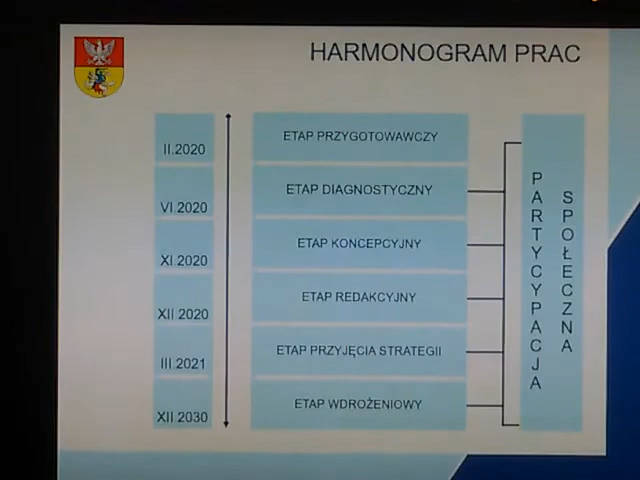 HARMONOGRAM PRAC
II.2020
ETAP PRZYGOTOWAWCZY
VI.2020
ETAP DIAGNOSTYCZNY
XI.2020
ETAP KONCEPCYJNY
XII.2020
ETAP REDAKCYJNY
III.2021
ETAP PRZYJĘCIA STRATEGII
XII.2030
ETAP WDROŻENIOWY
PARTYCYPACJA
SPOŁECZNA